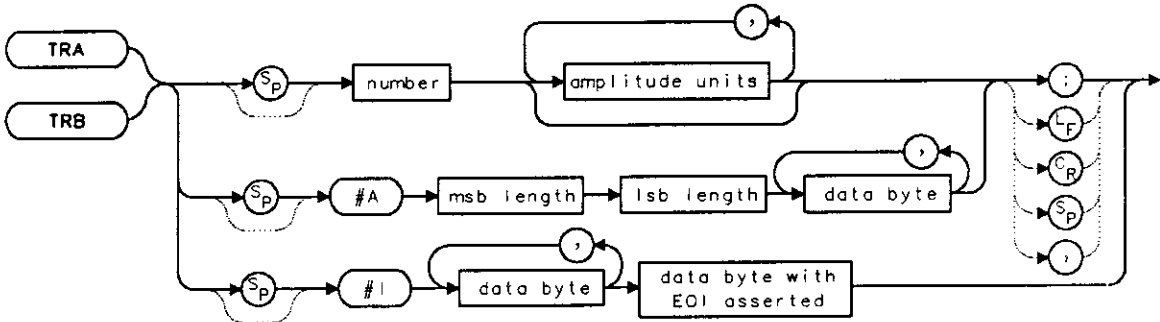 TRA
TRB
SP number , amplitude units
SP #A msb length lsb length , data byte
SP #I , data byte data byte with
EOI asserted
;
LF
CR
SP
,